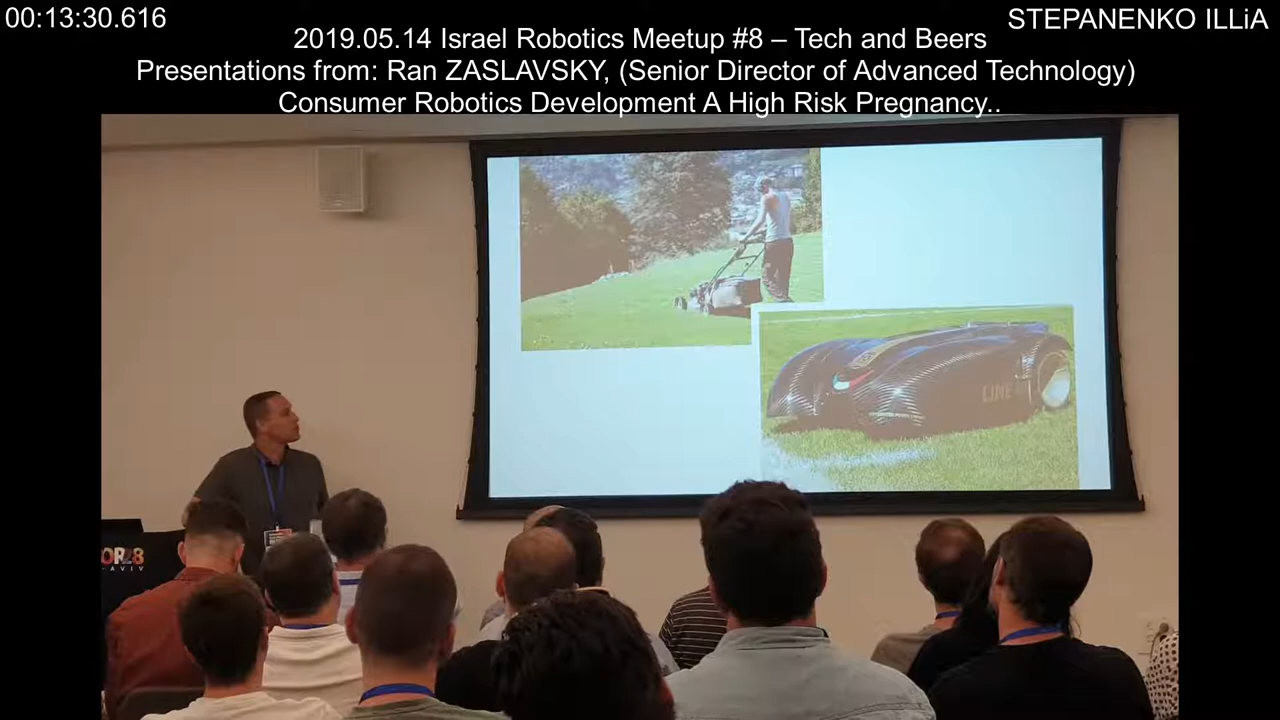 00:13:30.616
STEPANENKO ILLiA
2019.05.14 Israel Robotics Meetup #8 – Tech and Beers
Presentations from: Ran ZASLAVSKY, (Senior Director of Advanced Technology)
Consumer Robotics Development A High Risk Pregnancy..
LINE